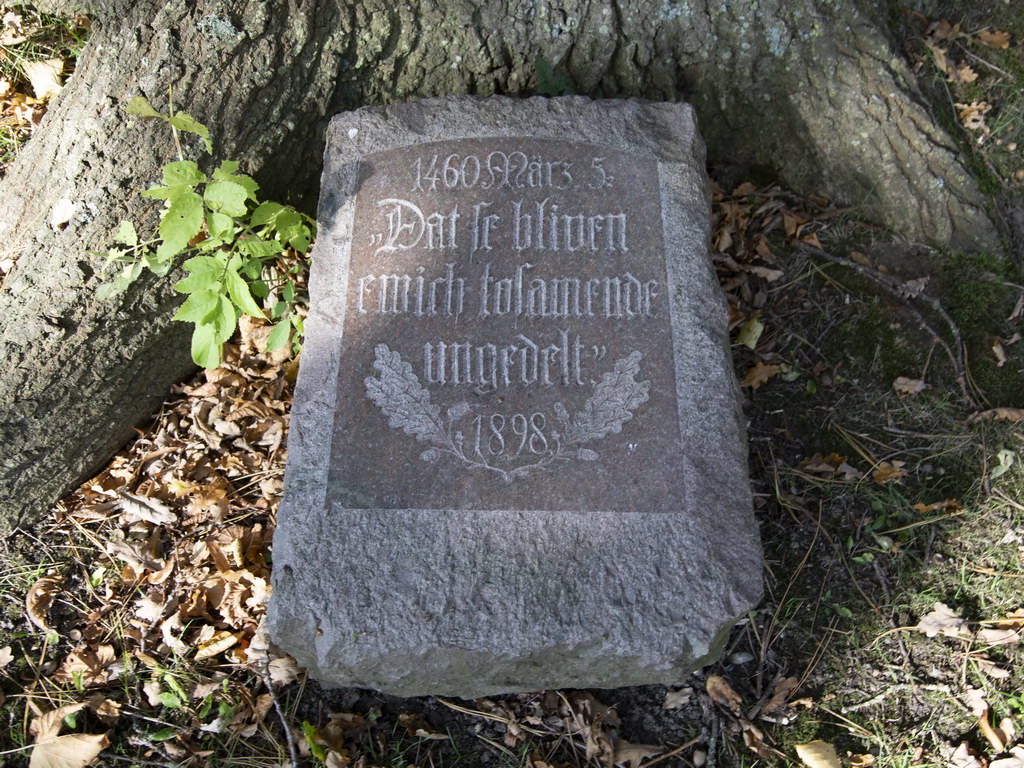 1460 März 5.
„Dat ſe bliven
ewich toſamende
ungedelt.”
1898